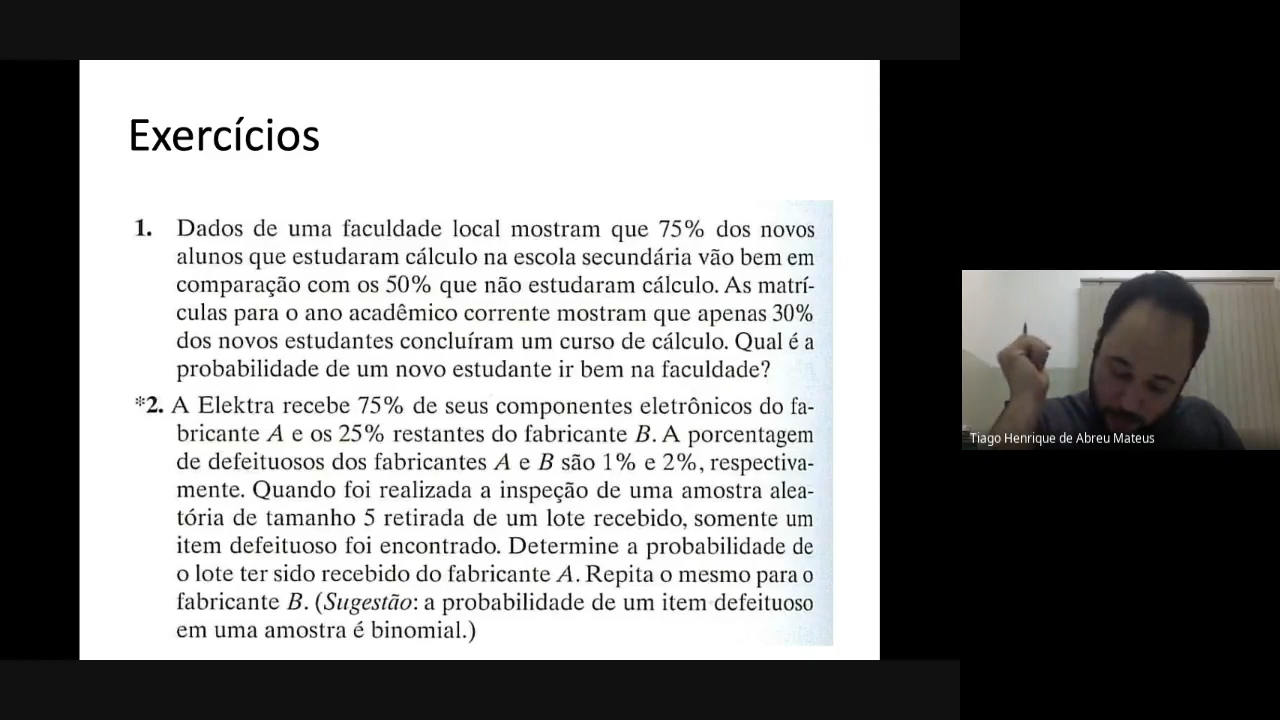 Exercícios
1. Dados de uma faculdade local mostram que 75% dos novos
alunos que estudaram cálculo na escola secundária vão bem em
comparação com os 50% que não estudaram cálculo. As matrí-
culas para o ano acadêmico corrente mostram que apenas 30%
dos novos estudantes concluíram um curso de cálculo. Qual é a
probabilidade de um novo estudante ir bem na faculdade?
*2. A Elektra recebe 75% de seus componentes eletrônicos do fa-
bricante A e os 25% restantes do fabricante B. A porcentagem
de defeituosos dos fabricantes A e B são 1% e 2%, respectiva-
mente. Quando foi realizada a inspeção de uma amostra alea-
tória de tamanho 5 retirada de um lote recebido, somente um
item defeituoso foi encontrado. Determine a probabilidade de
o lote ter sido recebido do fabricante A. Repita o mesmo para o
fabricante B. (Sugestão: a probabilidade de um item defeituoso
em uma amostra é binomial.)
Tiago Henrique de Abreu Mateus